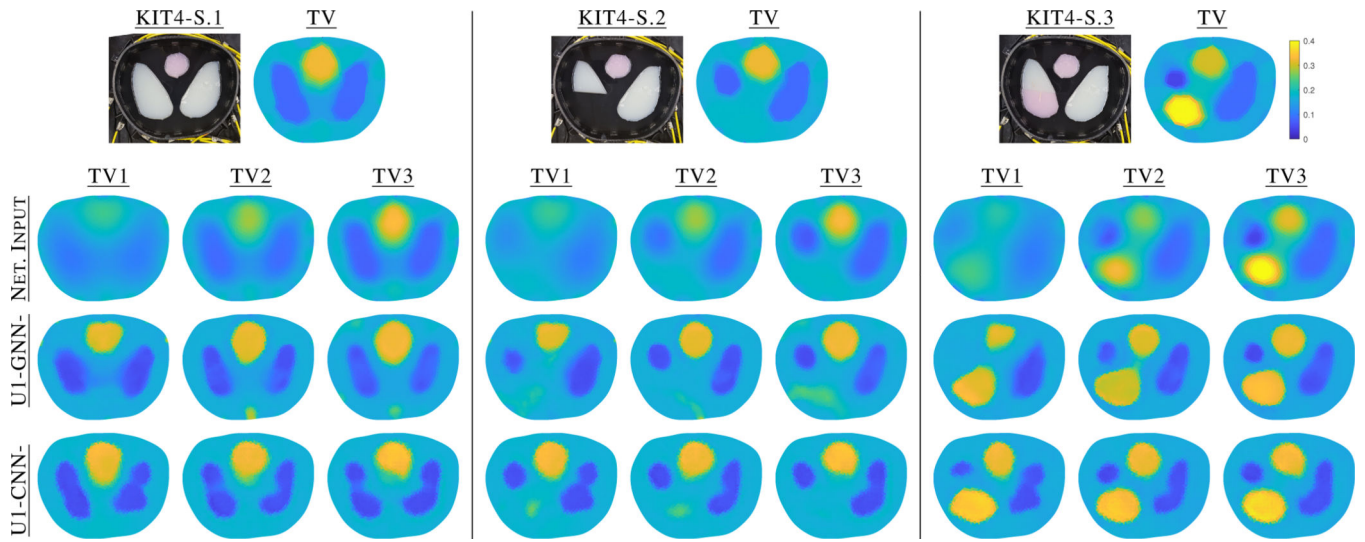 KIT4-S.1 TV KIT4-S.2 TV KIT4-S.3 TV
0.4
0.3
0.2
0.1
0
TV1 TV2 TV3 TV1 TV2 TV3 TV1 TV2 TV3
NET. INPUT
U1-GNN-
U1-CNN-